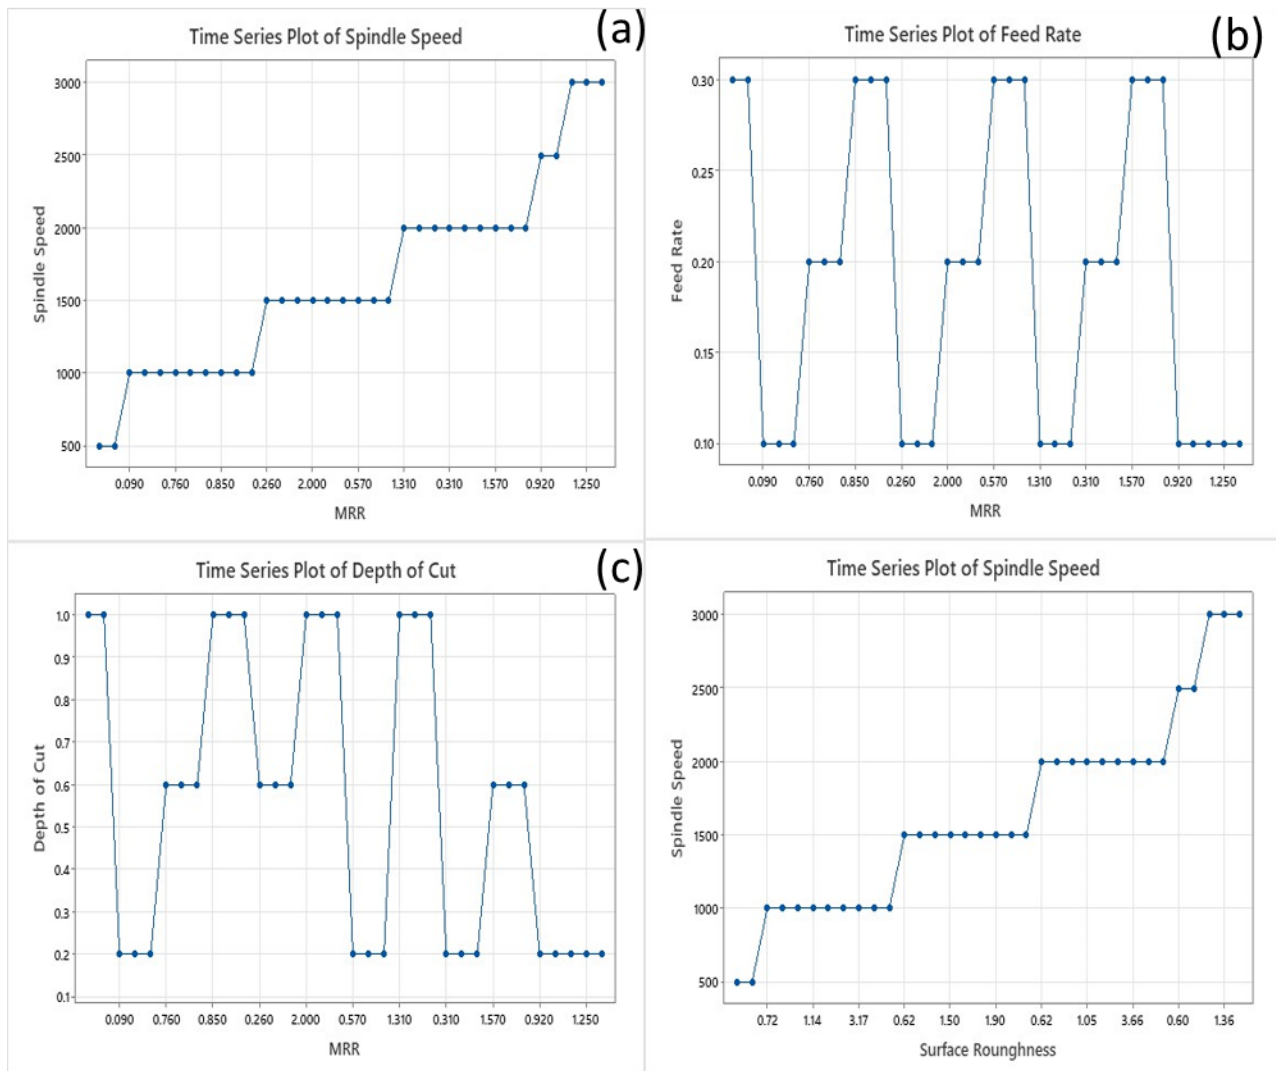 Time Series Plot of Spindle Speed
(a)
3000
2500
2000
1500
1000
500
Spindle Speed
0.090 0.760 0.850 0.260 2.000 0.570 1.310 0.310 1.570 0.920 1.250
MRR
Time Series Plot of Feed Rate
(b)
0.30
0.25
0.20
0.15
0.10
Feed Rate
0.090 0.760 0.850 0.260 2.000 0.570 1.310 0.310 1.570 0.920 1.250
MRR
Time Series Plot of Depth of Cut
(c)
1.0
0.9
0.8
0.7
0.6
0.5
0.4
0.3
0.2
0.1
Depth of Cut
0.090 0.760 0.850 0.260 2.000 0.570 1.310 0.310 1.570 0.920 1.250
MRR
Time Series Plot of Spindle Speed
3000
2500
2000
1500
1000
500
Spindle Speed
0.72 1.14 3.17 0.62 1.50 1.90 0.62 1.05 3.66 0.60 1.36
Surface Rounghness